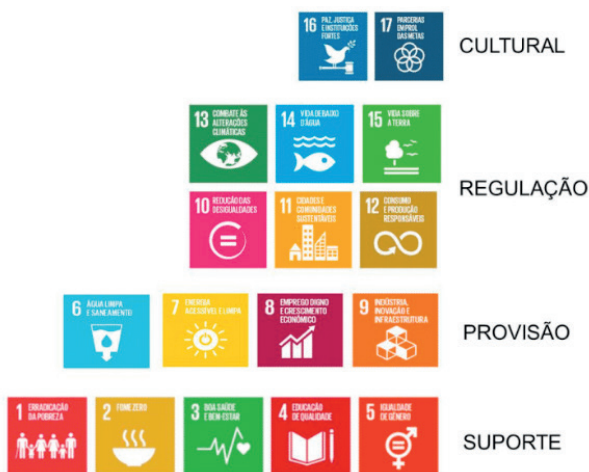 16 PAZ, JUSTIÇA
E INSTITUIÇÕES
FORTES
17 PARCERIAS
EM PROL
DAS METAS
CULTURAL
13 COMBATE ÀS
ALTERAÇÕES
CLIMÁTICAS
14 VIDA DEBAIXO
D'ÁGUA
15 VIDA SOBRE
A TERRA
REGULAÇÃO
10 REDUÇÃO DAS
DESIGUALDADES
11 CIDADES E
COMUNIDADES
SUSTENTÁVEIS
12 CONSUMO
E PRODUÇÃO
RESPONSÁVEIS
6 ÁGUA LIMPA
E SANEAMENTO
7 ENERGIA
ACESSÍVEL E LIMPA
8 EMPREGO DIGNO
E CRESCIMENTO
ECONÔMICO
9 INDÚSTRIA,
INOVAÇÃO E
INFRAESTRUTURA
PROVISÃO
1 ERRADICAÇÃO
DA POBREZA
2 FOME ZERO
3 BOA SAÚDE
E BEM-ESTAR
4 EDUCAÇÃO
DE QUALIDADE
5 IGUALDADE
DE GÊNERO
SUPORTE